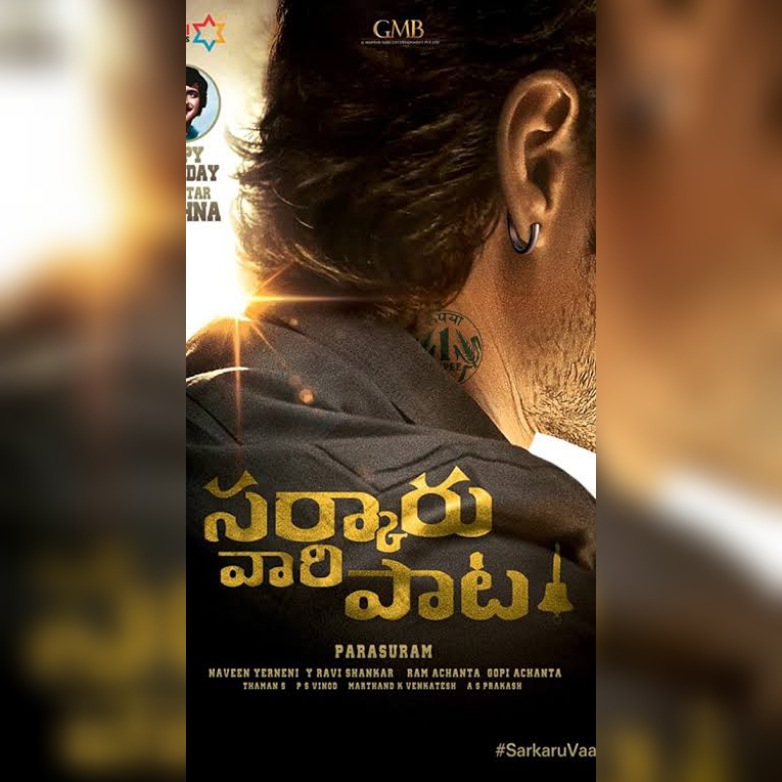 GMB
PY
DAY
TAR
HNA
సర్కారు
వారి పాట
PARASURAM
NAVEEN YERNENI Y RAVI SHANKAR RAM ACHANTA GOPI ACHANTA
THAMAN S P S VINOD MARTHAND K VENKATESH A S PRAKASH
#SarkaruVaa